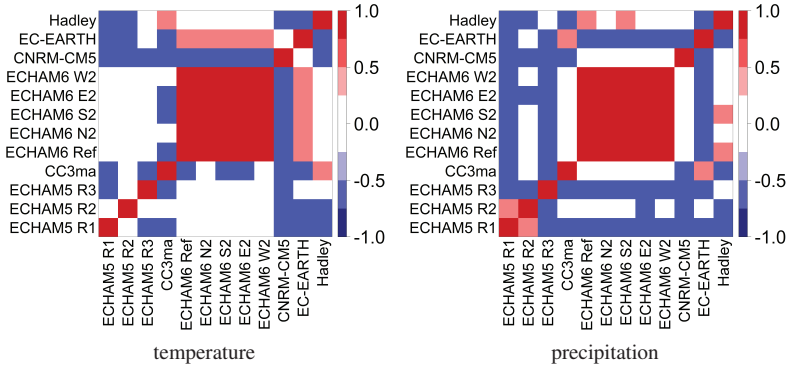 Hadley
EC-EARTH
CNRM-CM5
ECHAM6 W2
ECHAM6 E2
ECHAM6 S2
ECHAM6 N2
ECHAM6 Ref
CC3ma
ECHAM5 R3
ECHAM5 R2
ECHAM5 R1
1.0
0.5
0.0
-0.5
-1.0
ECHAM5 R1
ECHAM5 R2
ECHAM5 R3
CC3ma
ECHAM6 Ref
ECHAM6 N2
ECHAM6 S2
ECHAM6 E2
ECHAM6 W2
CNRM-CM5
EC-EARTH
Hadley
temperature
Hadley
EC-EARTH
CNRM-CM5
ECHAM6 W2
ECHAM6 E2
ECHAM6 S2
ECHAM6 N2
ECHAM6 Ref
CC3ma
ECHAM5 R3
ECHAM5 R2
ECHAM5 R1
1.0
0.5
0.0
-0.5
-1.0
ECHAM5 R1
ECHAM5 R2
ECHAM5 R3
CC3ma
ECHAM6 Ref
ECHAM6 N2
ECHAM6 S2
ECHAM6 E2
ECHAM6 W2
CNRM-CM5
EC-EARTH
Hadley
precipitation